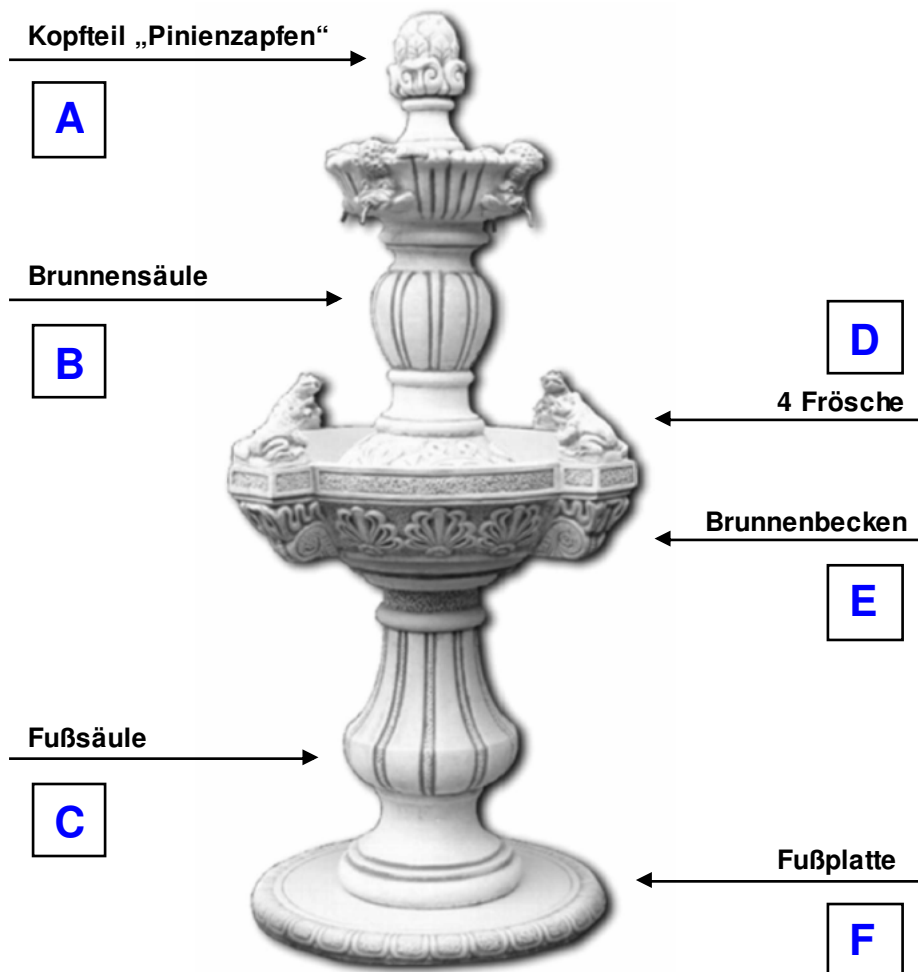 Kopfteil „Pinienzapfen“
A
Brunnensäule
B
D
4 Frösche
Brunnenbecken
E
Fußsäule
C
Fußplatte
F